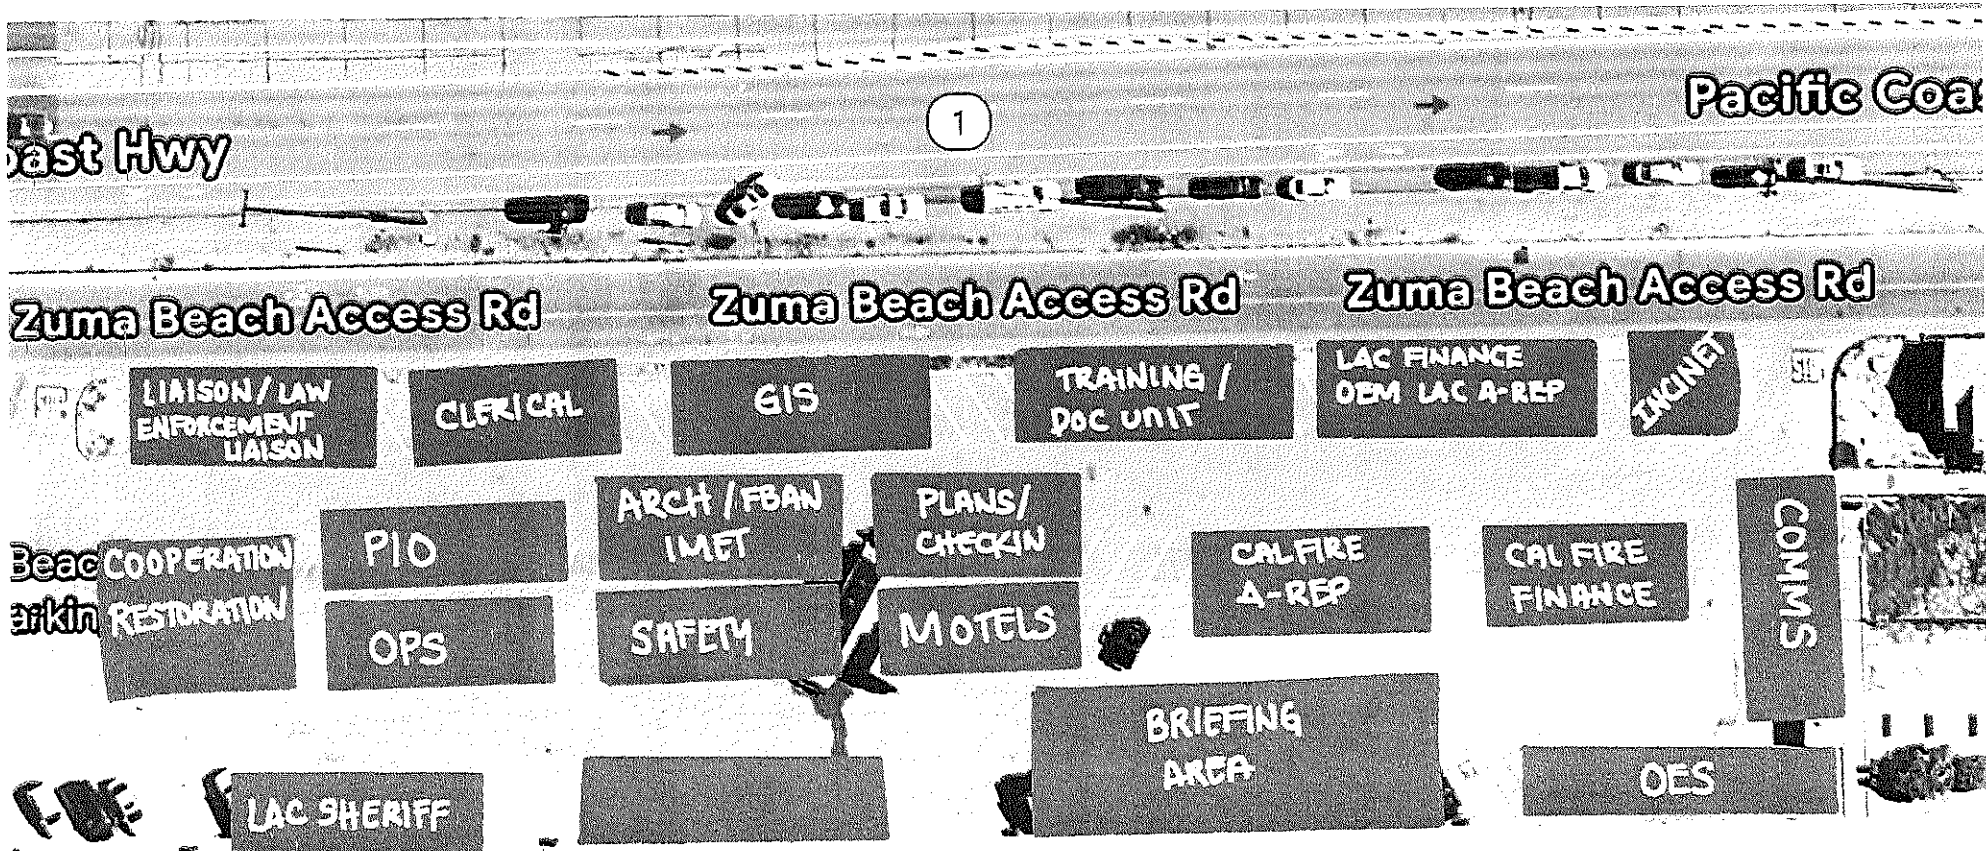 Pacific Coas
1
oast Hwy
Zuma Beach Access Rd
Zuma Beach Access Rd
Zuma Beach Access Rd
LIAISON/LAW
ENFORCEMENT
LIAISON
CLERICAL
GIS
TRAINING /
DOC UNIT
LAC FINANCE
OEM LAC A-REP
INCINET
COOPERATION
RESTORATION
Beac
arkin
PIO
ARCH / FBAN
IMET
PLANS/
CHECKIN
CALFIRE
A-REP
CAL FIRE
FINANCE
COMMS
OPS
SAFETY
MOTELS
BRIEFING
AREA
OES
LAC SHERIFF